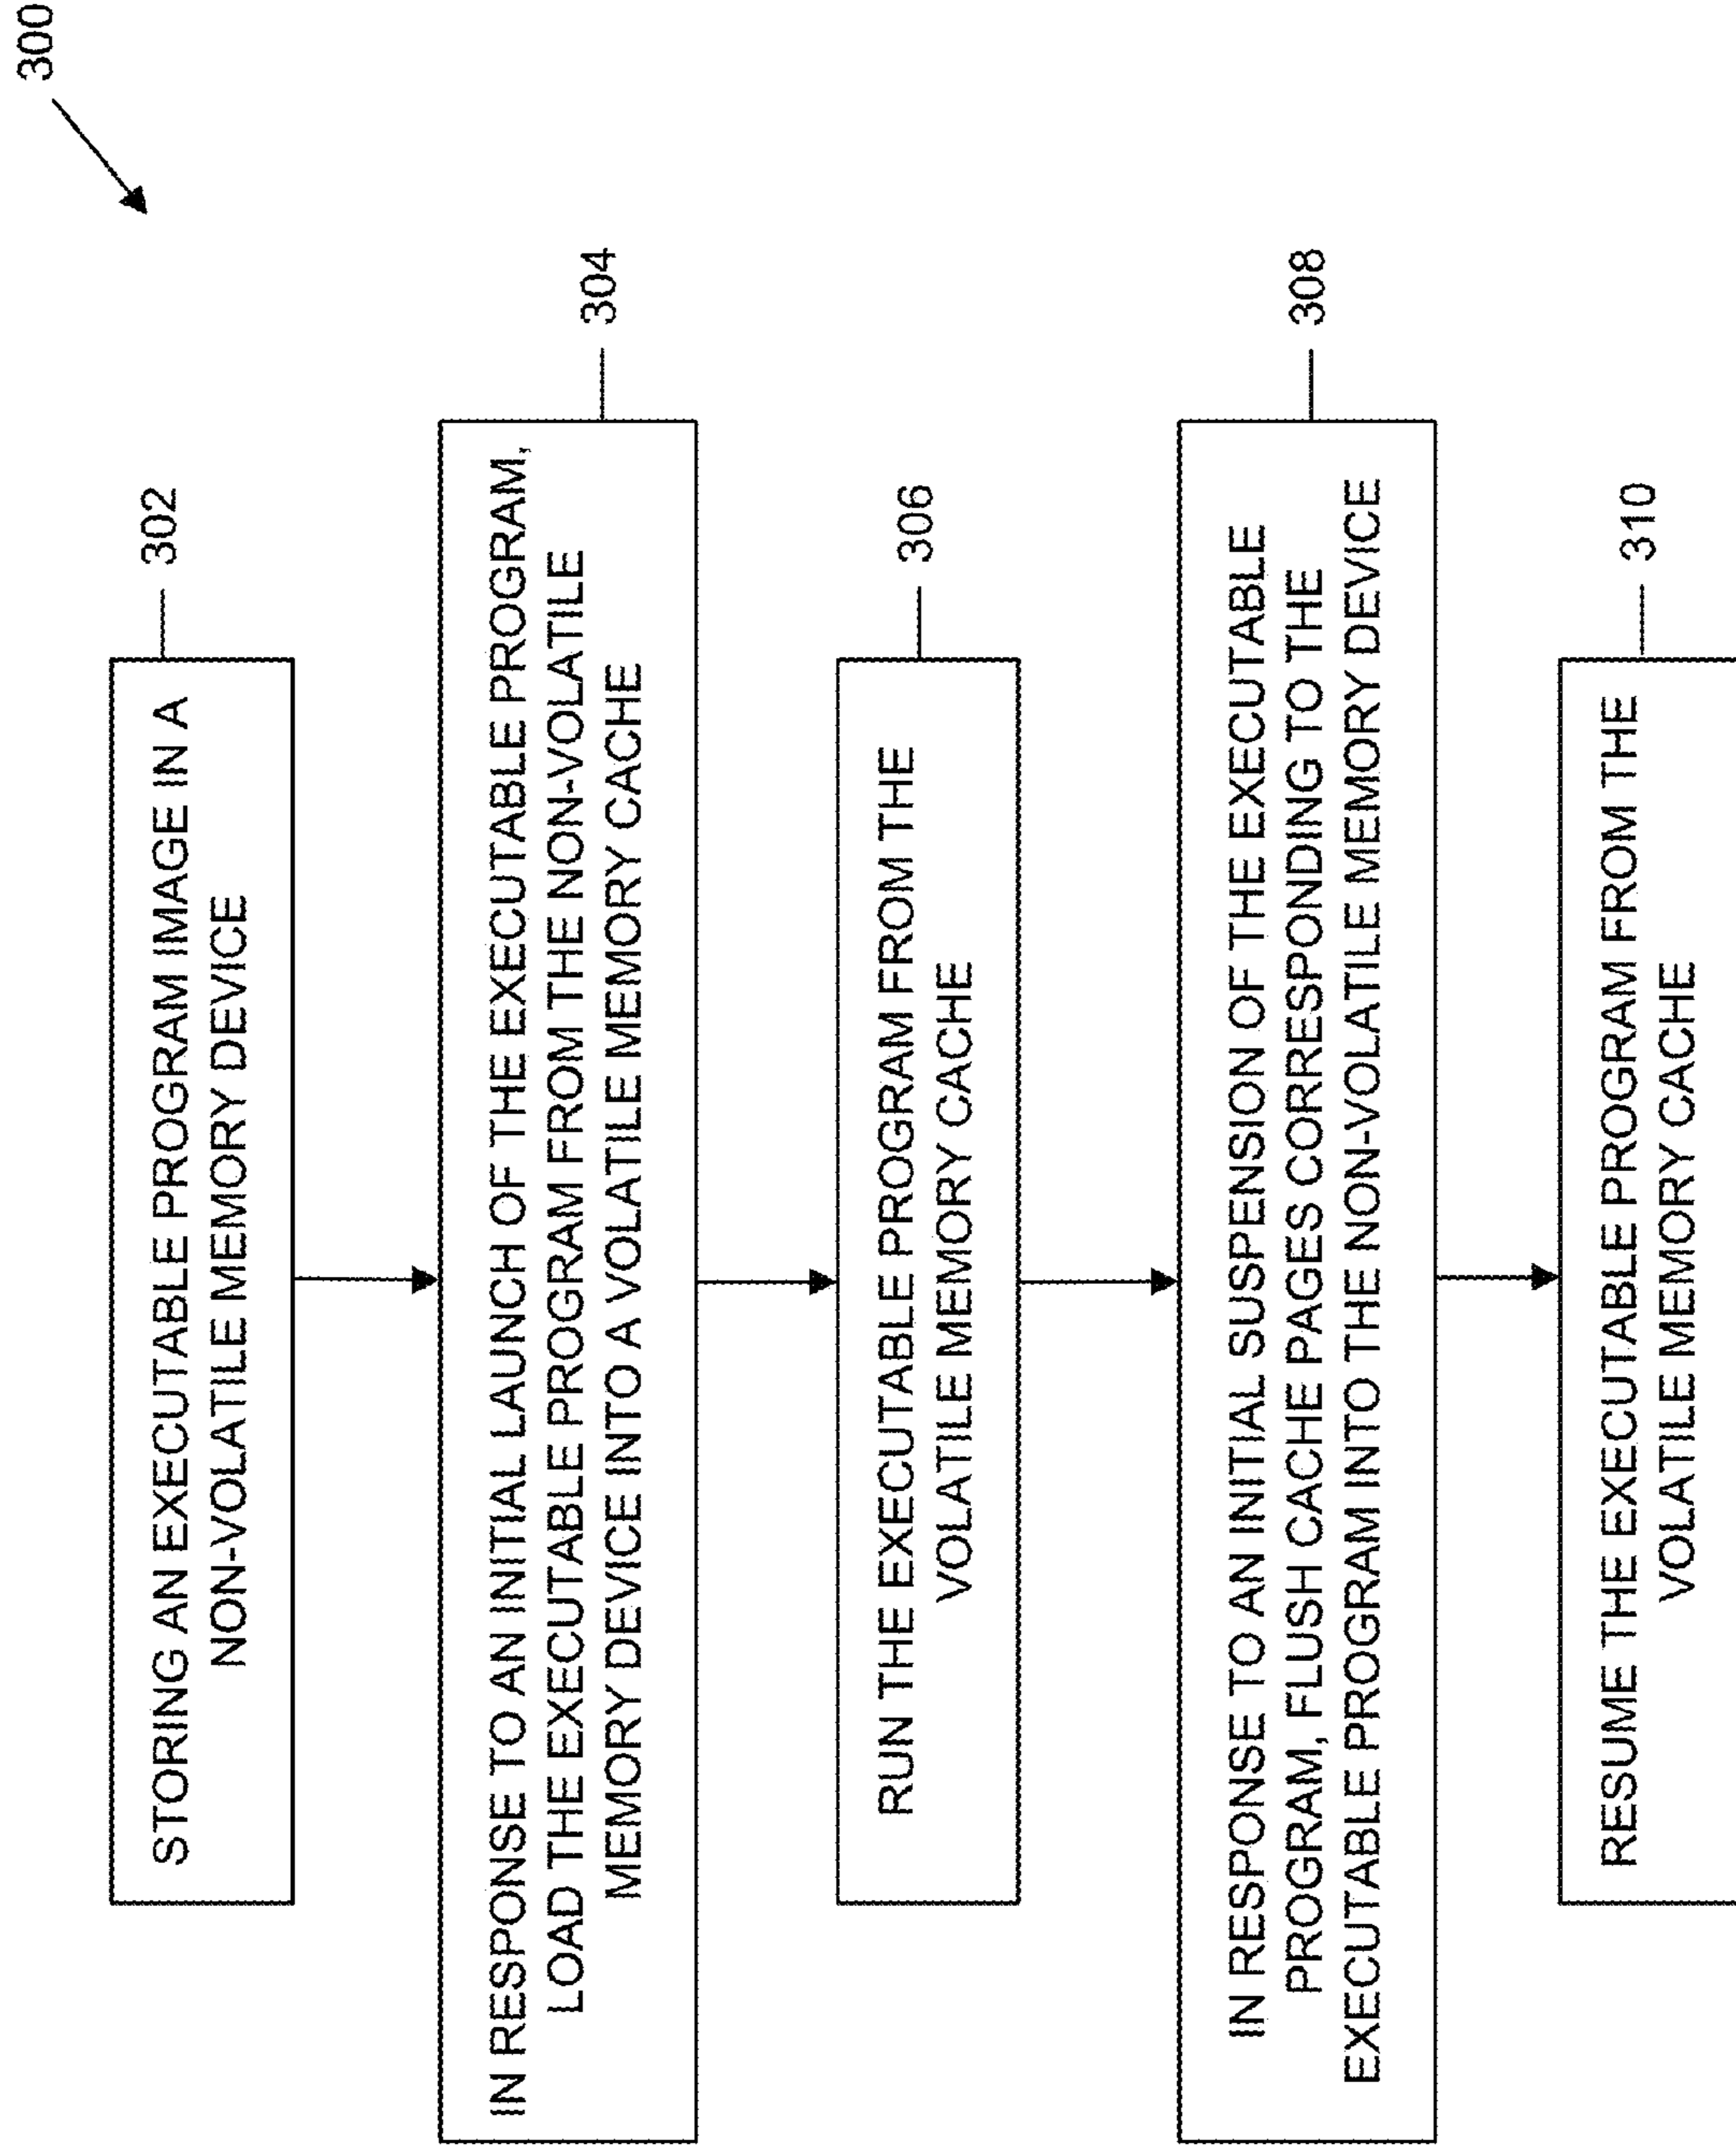 300
STORING AN EXECUTABLE PROGRAM IMAGE IN A
NON-VOLATILE MEMORY DEVICE
302
IN RESPONSE TO AN INITIAL LAUNCH OF THE EXECUTABLE PROGRAM,
LOAD THE EXECUTABLE PROGRAM FROM THE NON-VOLATILE
MEMORY DEVICE INTO A VOLATILE MEMORY CACHE
304
RUN THE EXECUTABLE PROGRAM FROM THE
VOLATILE MEMORY CACHE
306
IN RESPONSE TO AN INITIAL SUSPENSION OF THE EXECUTABLE
PROGRAM, FLUSH CACHE PAGES CORRESPONDING TO THE
EXECUTABLE PROGRAM INTO THE NON-VOLATILE MEMORY DEVICE
308
RESUME THE EXECUTABLE PROGRAM FROM THE
VOLATILE MEMORY CACHE
310